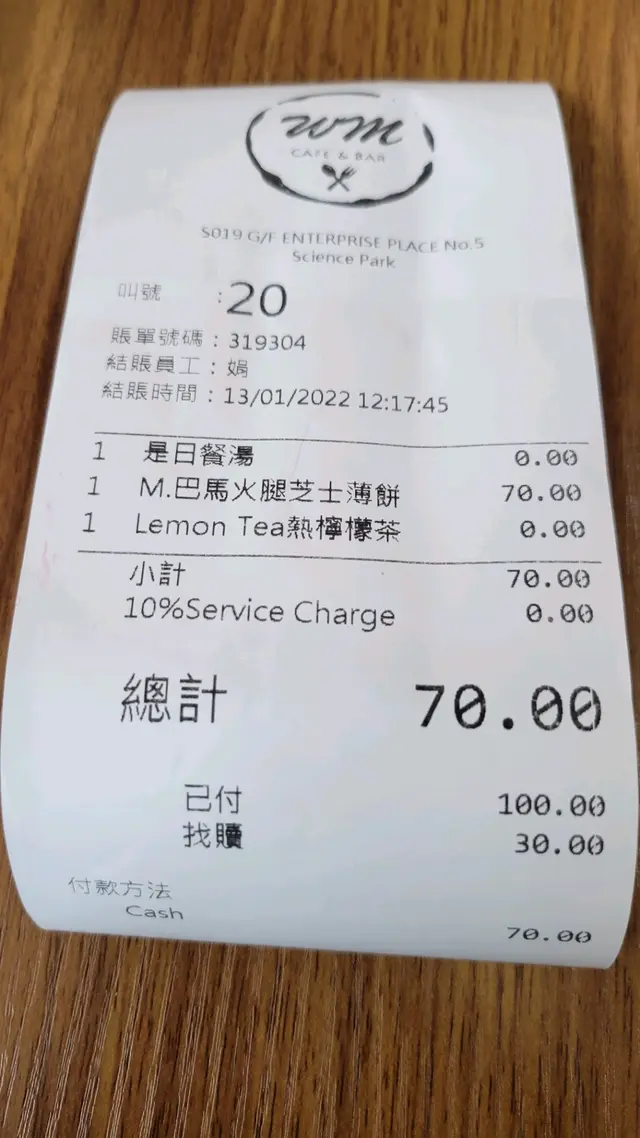 wm
CAFE & BAR
S019 G/F ENTERPRISE PLACE No.5
Science Park
叫號 : 20
賬單號碼 : 319304
結賬員工 : 娟
結賬時間 : 13/01/2022 12:17:45
1 是日餐湯 0.00
1 M.巴馬火腿芝士薄餅 70.00
1 Lemon Tea熱檸檬茶 0.00
小計 70.00
10%Service Charge 0.00
總計 70.00
已付 100.00
找贖 30.00
付款方法
Cash 70.00